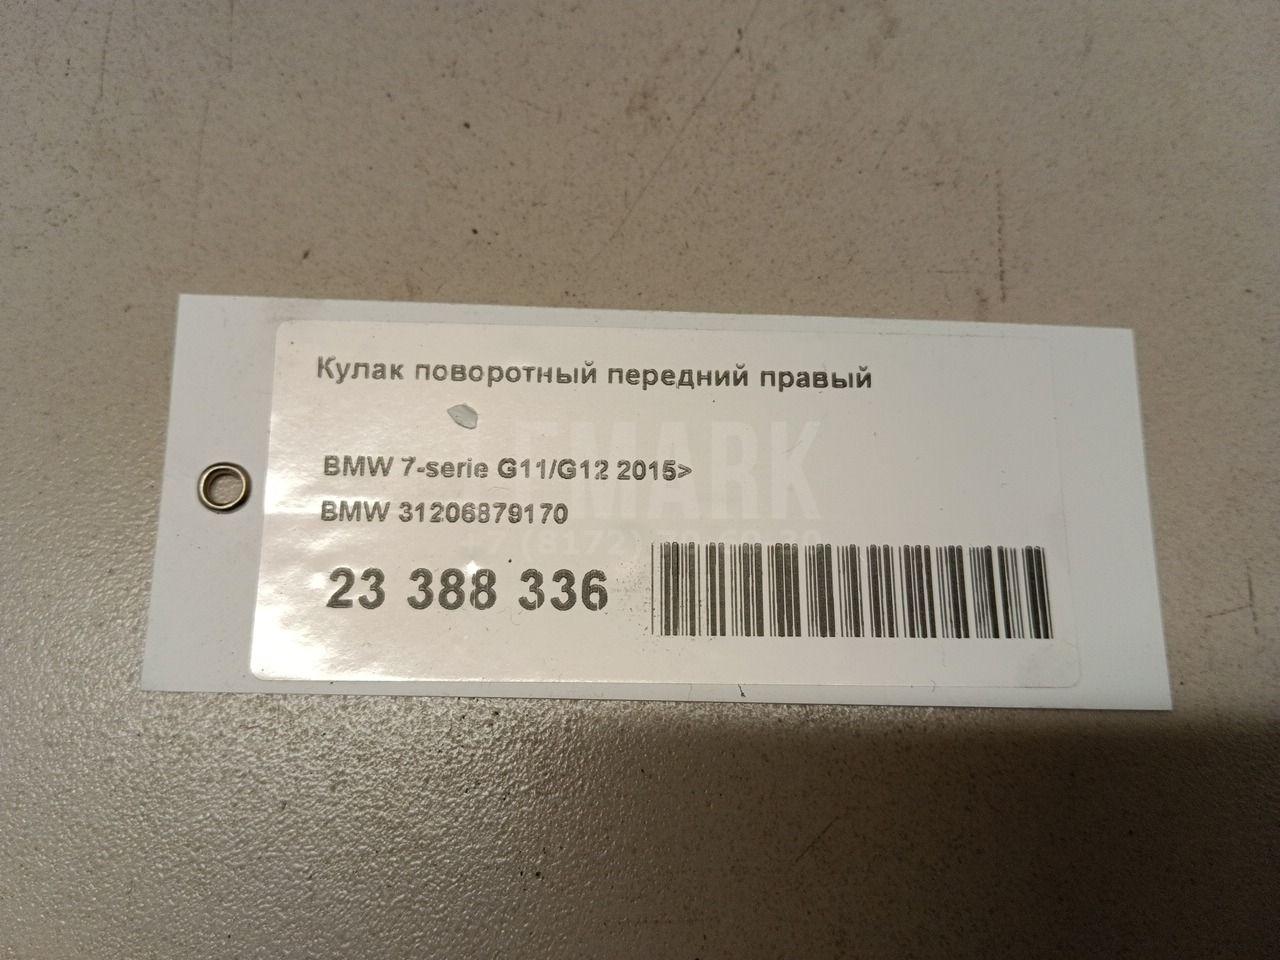 Кулак поворотный передний правый
BMW 7-serie G11/G12 2015>
BMW 31206879170
23 388 336